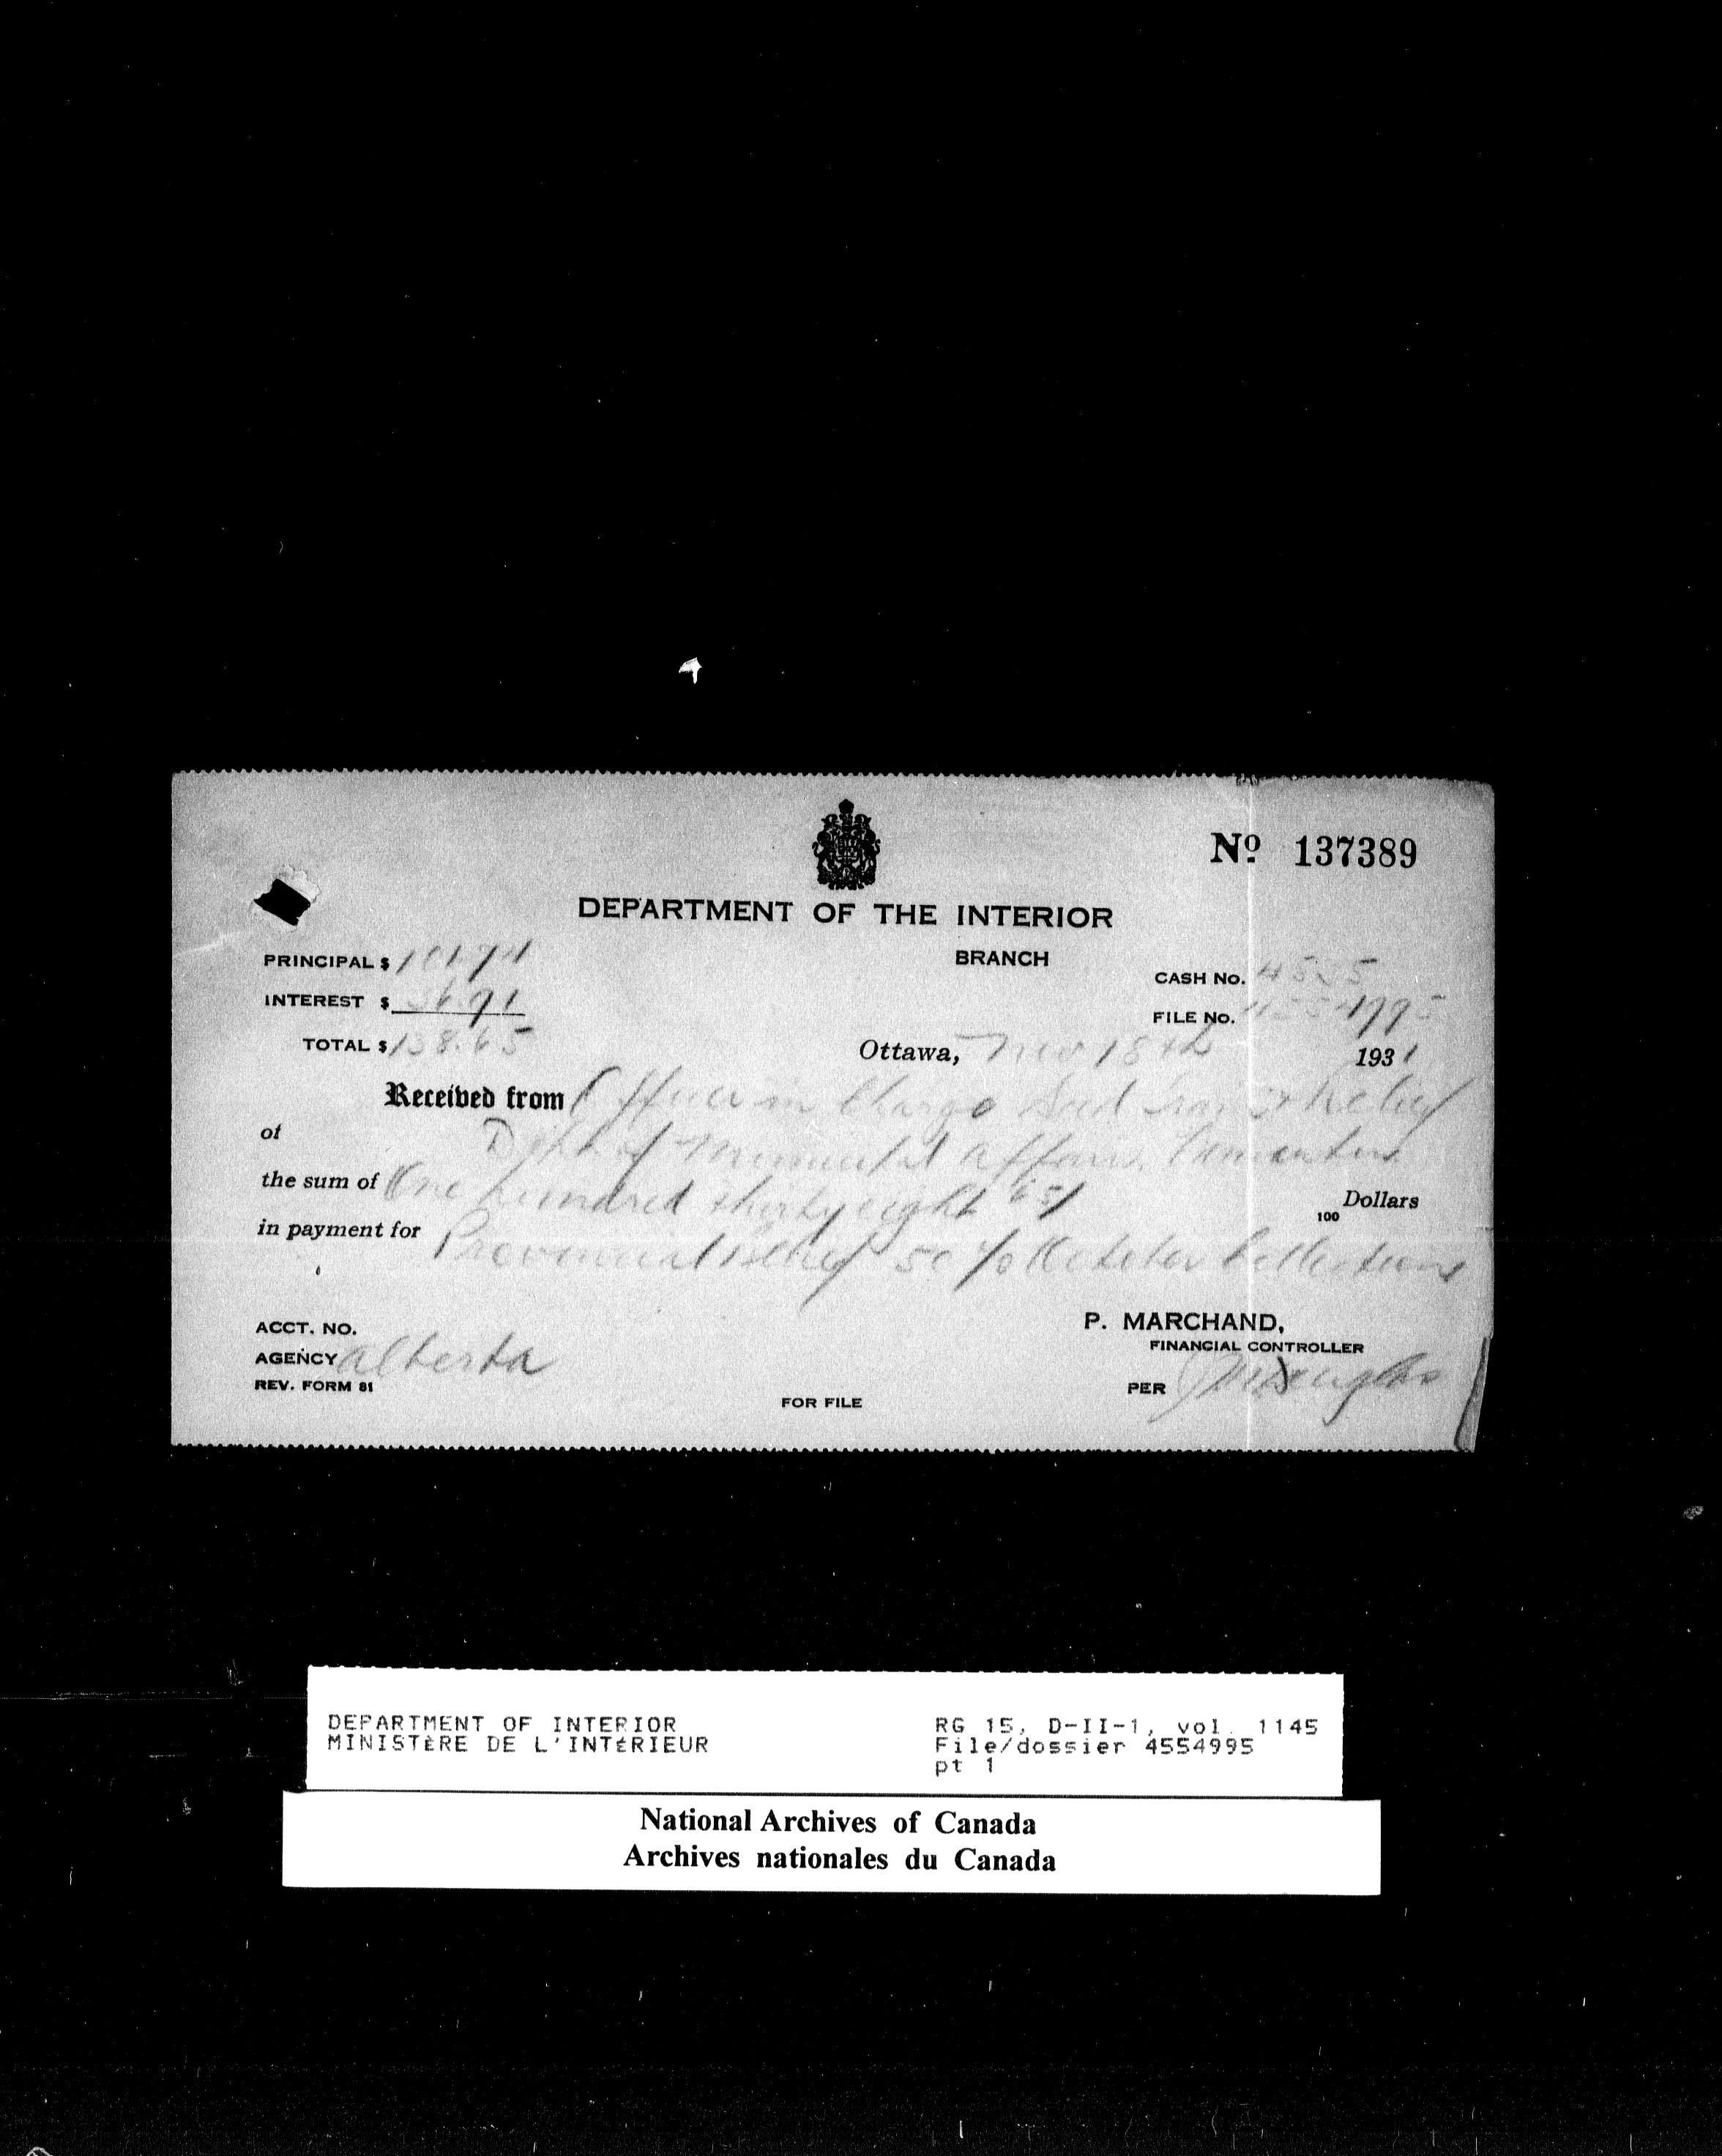 Nº 137389
DEPARTMENT OF THE INTERIOR
BRANCH
PRINCIPAL $ 101.74
INTEREST $ 36.91
TOTAL $ 138.65
CASH No. 4535
FILE No. 4554995
Ottawa, Nov 18th 1931
Received from Officer in Charge Seed Grain & Relief
of Dept of Municipal Affairs Edmonton
the sum of One hundred thirty eight 65/100 Dollars
in payment for Provincial Relief 50% October Collections
ACCT. NO.
AGENCY Alberta
REV. FORM 81
FOR FILE
P. MARCHAND,
FINANCIAL CONTROLLER
PER
DEPARTMENT OF INTERIOR
MINISTÈRE DE L'INTÉRIEUR
RG 15, D-II-1, vol. 1145
File/dossier 4554995
pt 1
National Archives of Canada
Archives nationales du Canada